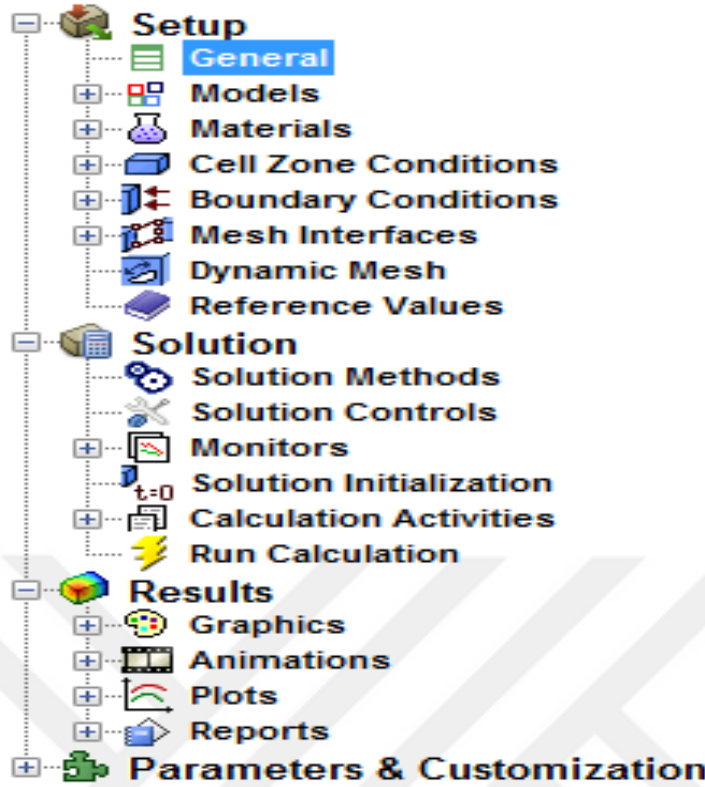 Setup
General
Models
Materials
Cell Zone Conditions
Boundary Conditions
Mesh Interfaces
Dynamic Mesh
Reference Values
Solution
Solution Methods
Solution Controls
Monitors
t=0 Solution Initialization
Calculation Activities
Run Calculation
Results
Graphics
Animations
Plots
Reports
Parameters & Customization